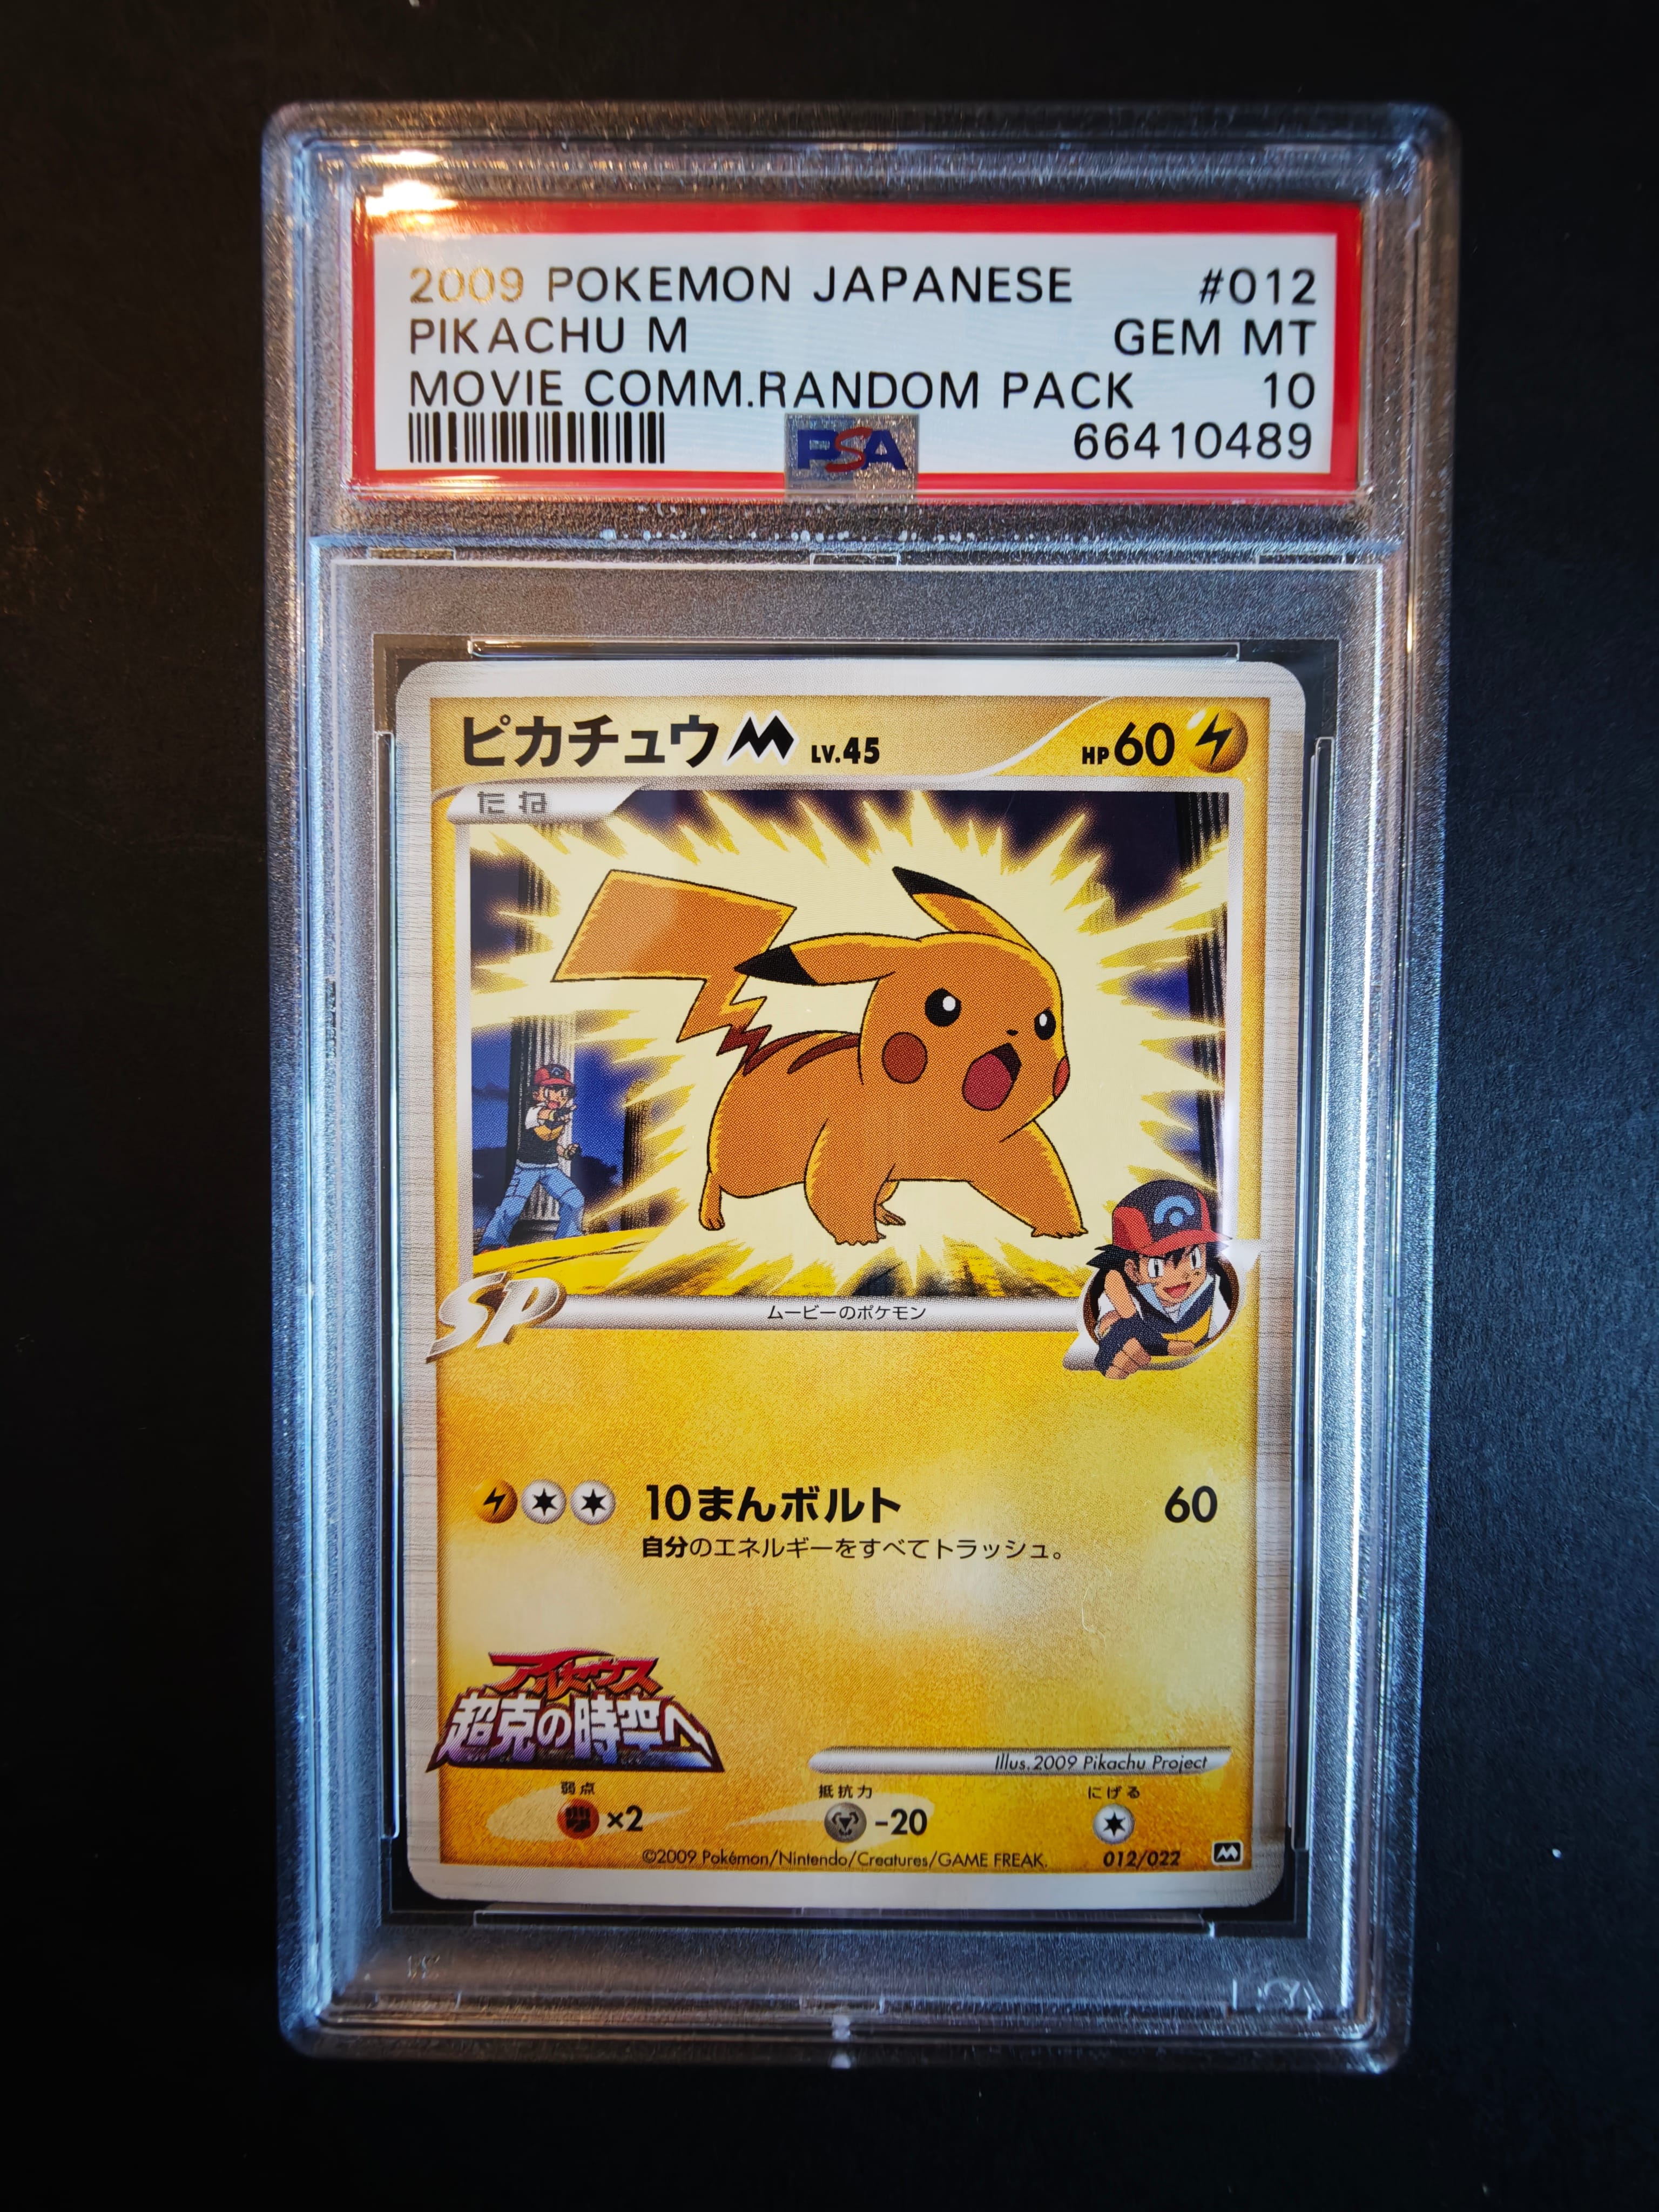 2009 POKEMON JAPANESE #012
PIKACHU M GEM MT
MOVIE COMM.RANDOM PACK 10
PSA 66410489
ピカチュウM LV.45 HP60
たね
SP ムービーのポケモン
10まんボルト 60
自分のエネルギーをすべてトラッシュ。
アルセウス
超克の時空へ
Illus.2009 Pikachu Project
弱点 抵抗力 にげる
×2 -20
©2009 Pokémon/Nintendo/Creatures/GAME FREAK. 012/022 M